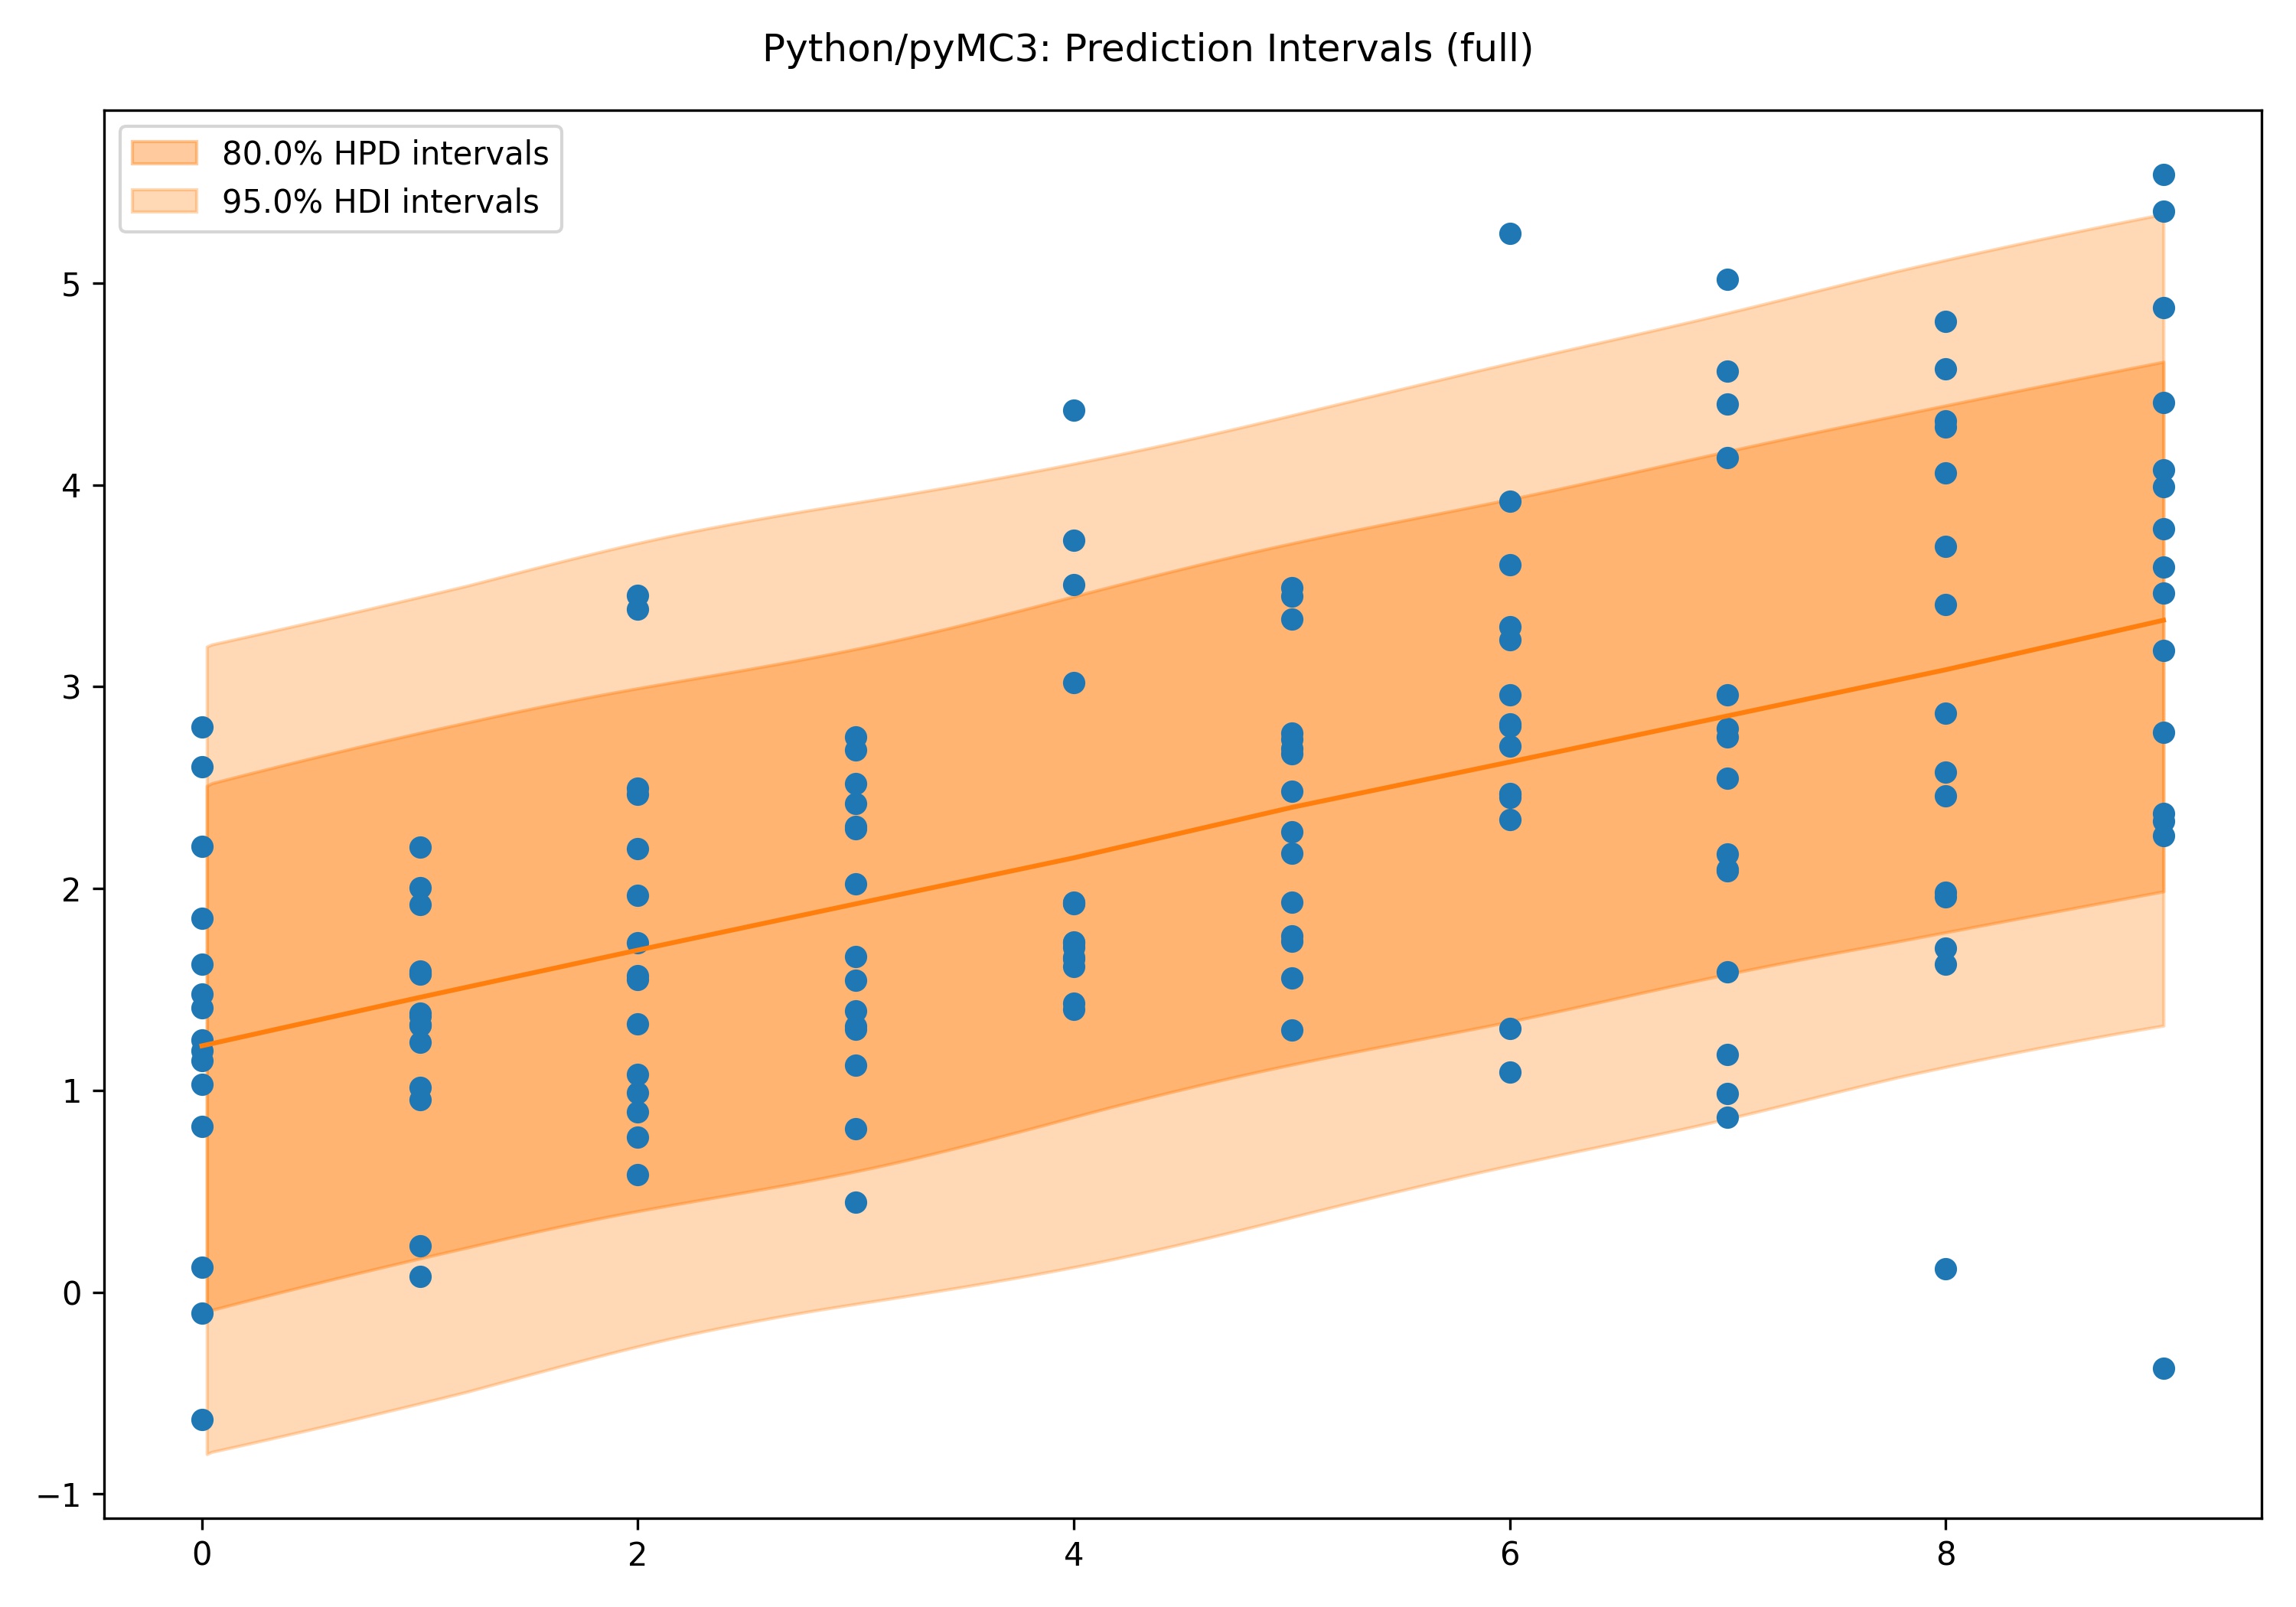 Python/pyMC3: Prediction Intervals (full)
80.0% HPD intervals
95.0% HDI intervals
5
4
3
2
1
0
−1
0 2 4 6 8